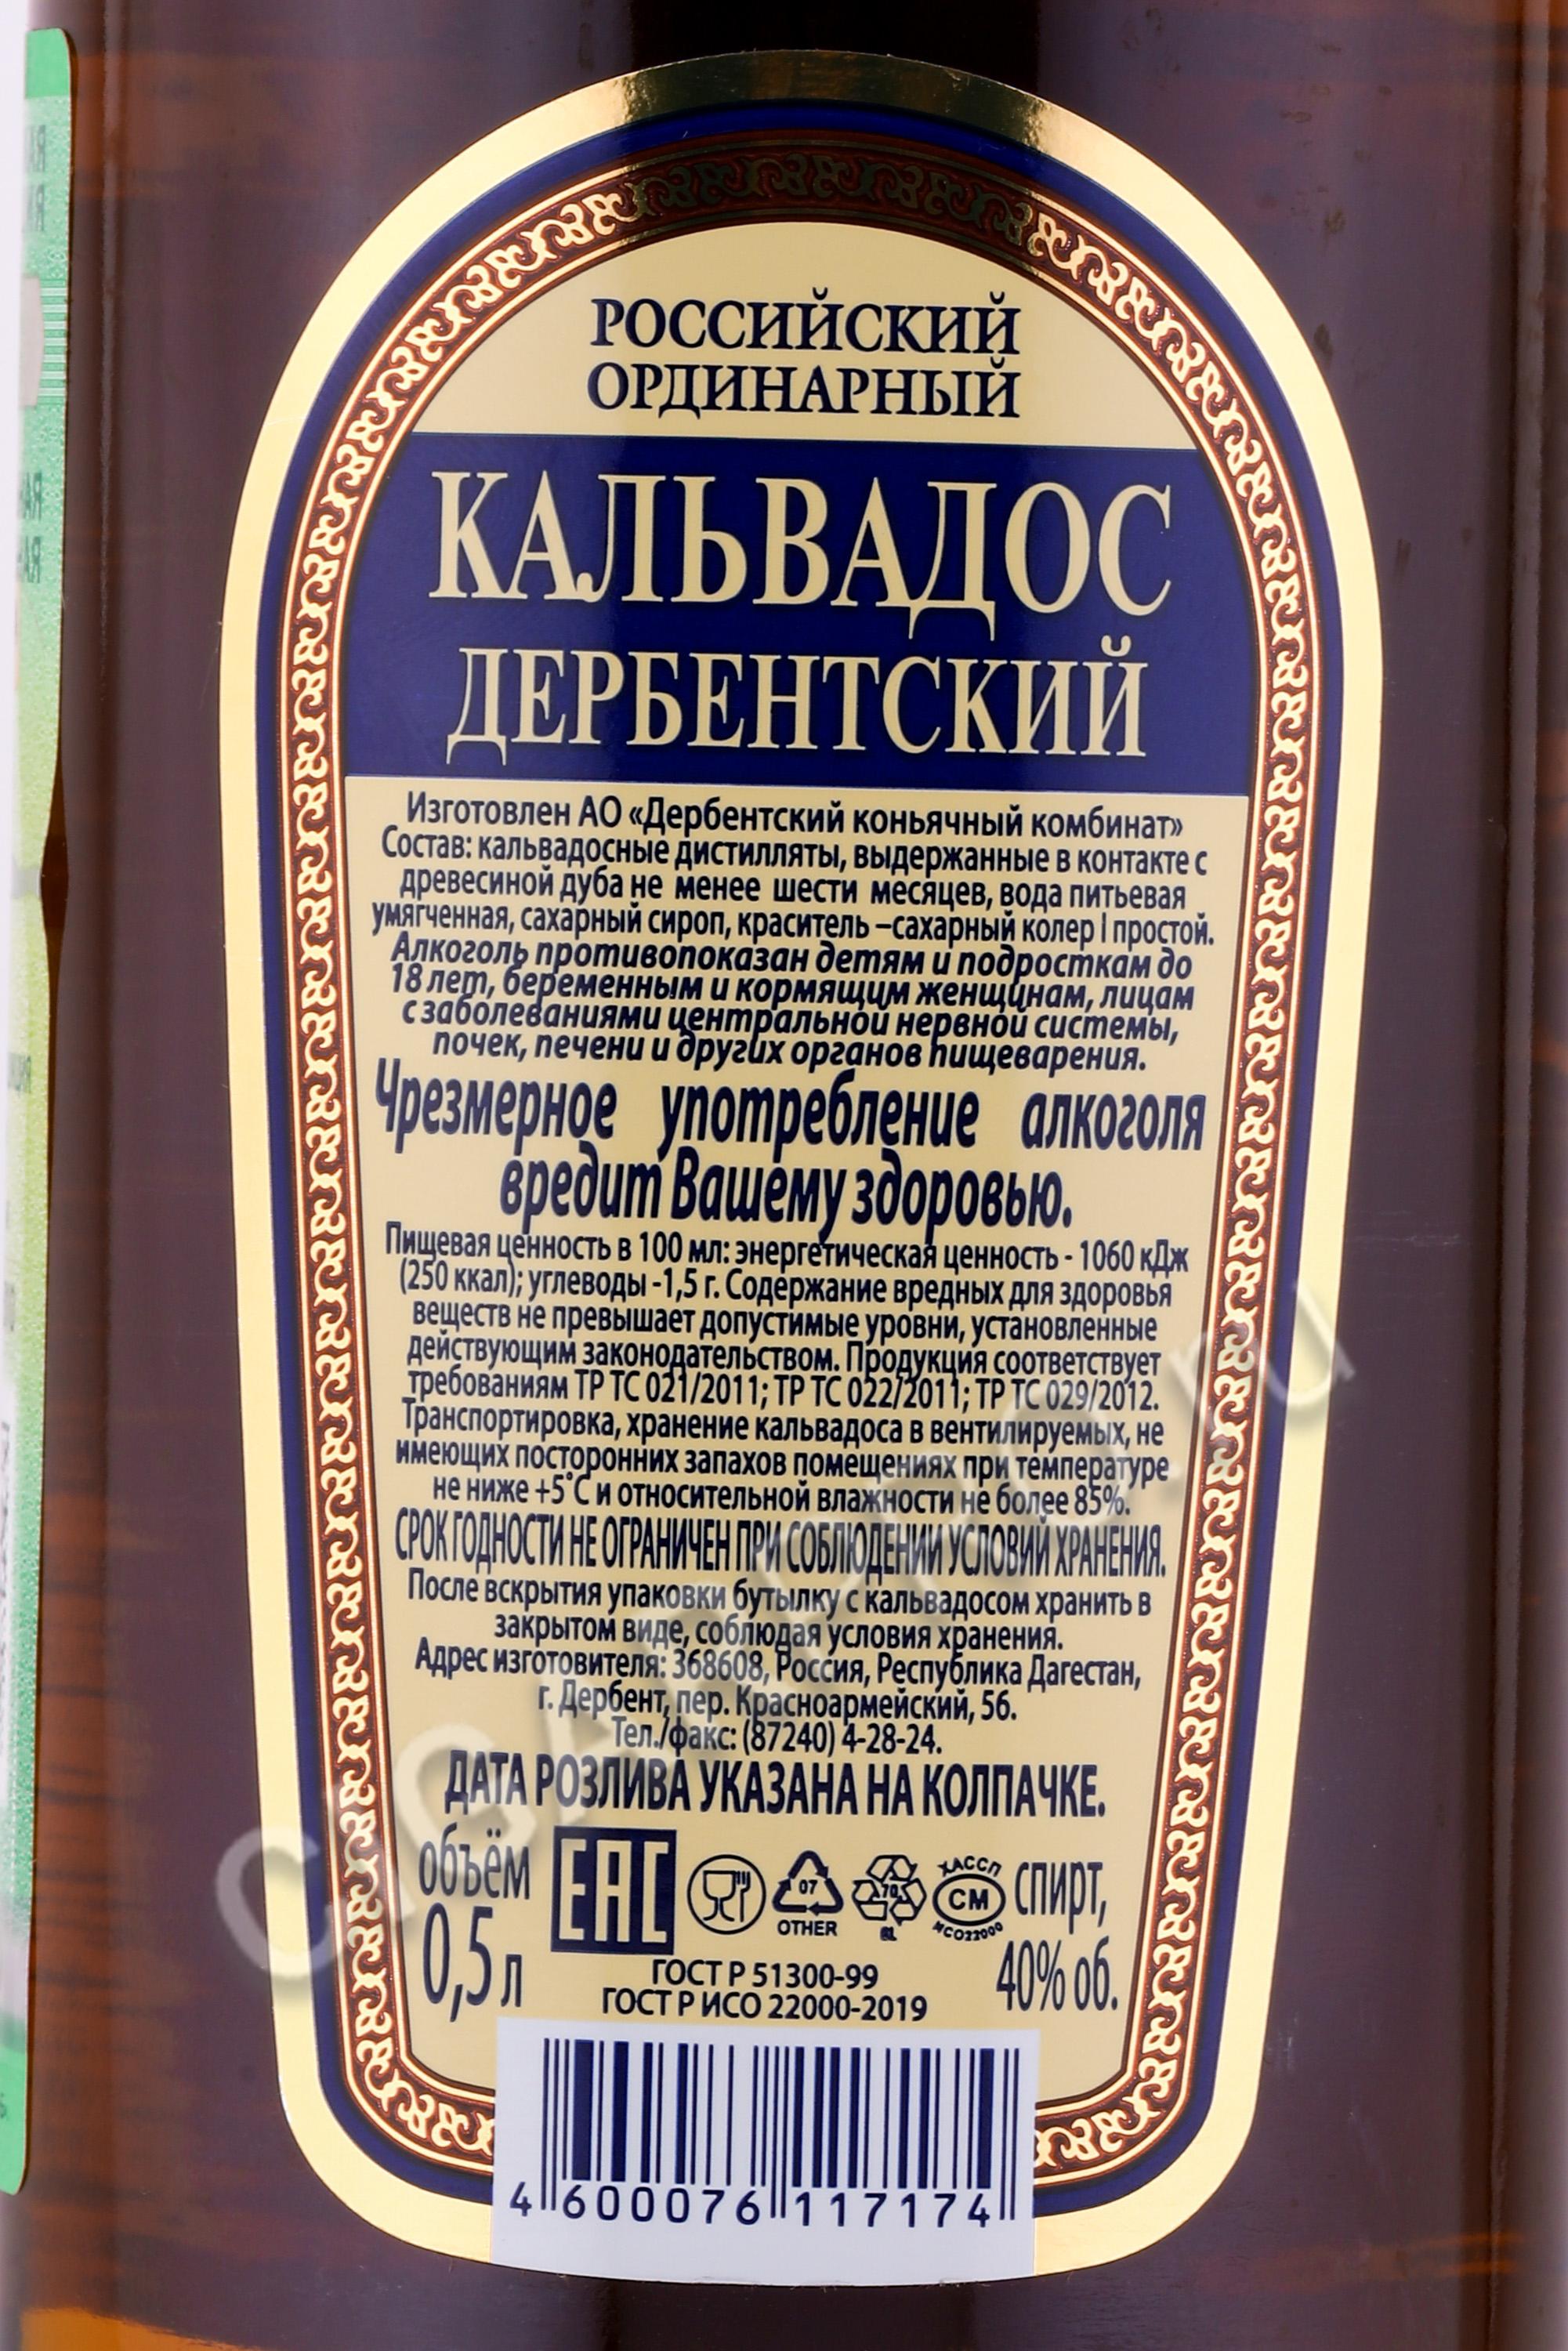 РОССИЙСКИЙ
ОРДИНАРНЫЙ
КАЛЬВАДОС
ДЕРБЕНТСКИЙ
Изготовлен АО «Дербентский коньячный комбинат»
Состав: кальвадосные дистилляты, выдержанные в контакте с
древесиной дуба не менее шести месяцев, вода питьевая
умягченная, сахарный сироп, краситель –сахарный колер I простой.
Алкоголь противопоказан детям и подросткам до
18 лет, беременным и кормящим женщинам, лицам
с заболеваниями центральной нервной системы,
почек, печени и других органов пищеварения.
Чрезмерное употребление алкоголя
вредит Вашему здоровью.
Пищевая ценность в 100 мл: энергетическая ценность - 1060 кДж
(250 ккал); углеводы -1,5 г. Содержание вредных для здоровья
веществ не превышает допустимые уровни, установленные
действующим законодательством. Продукция соответствует
требованиям ТР ТС 021/2011; ТР ТС 022/2011; ТР ТС 029/2012.
Транспортировка, хранение кальвадоса в вентилируемых, не
имеющих посторонних запахов помещениях при температуре
не ниже +5°С и относительной влажности не более 85%.
СРОК ГОДНОСТИ НЕ ОГРАНИЧЕН ПРИ СОБЛЮДЕНИИ УСЛОВИЙ ХРАНЕНИЯ.
После вскрытия упаковки бутылку с кальвадосом хранить в
закрытом виде, соблюдая условия хранения.
Адрес изготовителя: 368608, Россия, Республика Дагестан,
г. Дербент, пер. Красноармейский, 56.
Тел./факс: (87240) 4-28-24.
ДАТА РОЗЛИВА УКАЗАНА НА КОЛПАЧКЕ.
объём
0,5 л
EAC
07
OTHER
70
GL
ХАССП
СМ
ИСО22000
спирт,
40% об.
ГОСТ Р 51300-99
ГОСТ Р ИСО 22000-2019
4 600076 117174
CIGARPRO.ru